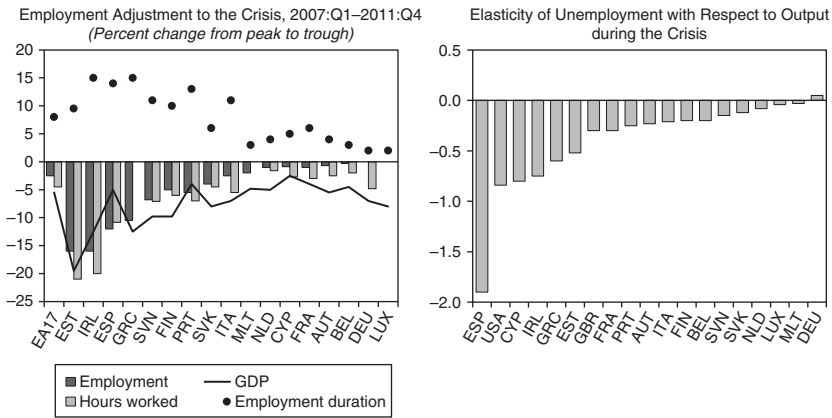 Employment Adjustment to the Crisis, 2007:Q1–2011:Q4
(Percent change from peak to trough)
20
15
10
5
0
–5
–10
–15
–20
–25
EA17 EST IRL ESP GRC SVN FIN PRT SVK ITA MLT NLD CYP FRA AUT BEL DEU LUX
Employment
GDP
Hours worked
Employment duration
Elasticity of Unemployment with Respect to Output
during the Crisis
0.5
0.0
–0.5
–1.0
–1.5
–2.0
ESP USA CYP IRL GRC EST GBR FRA PRT AUT ITA FIN BEL SVN SVK NLD LUX MLT DEU